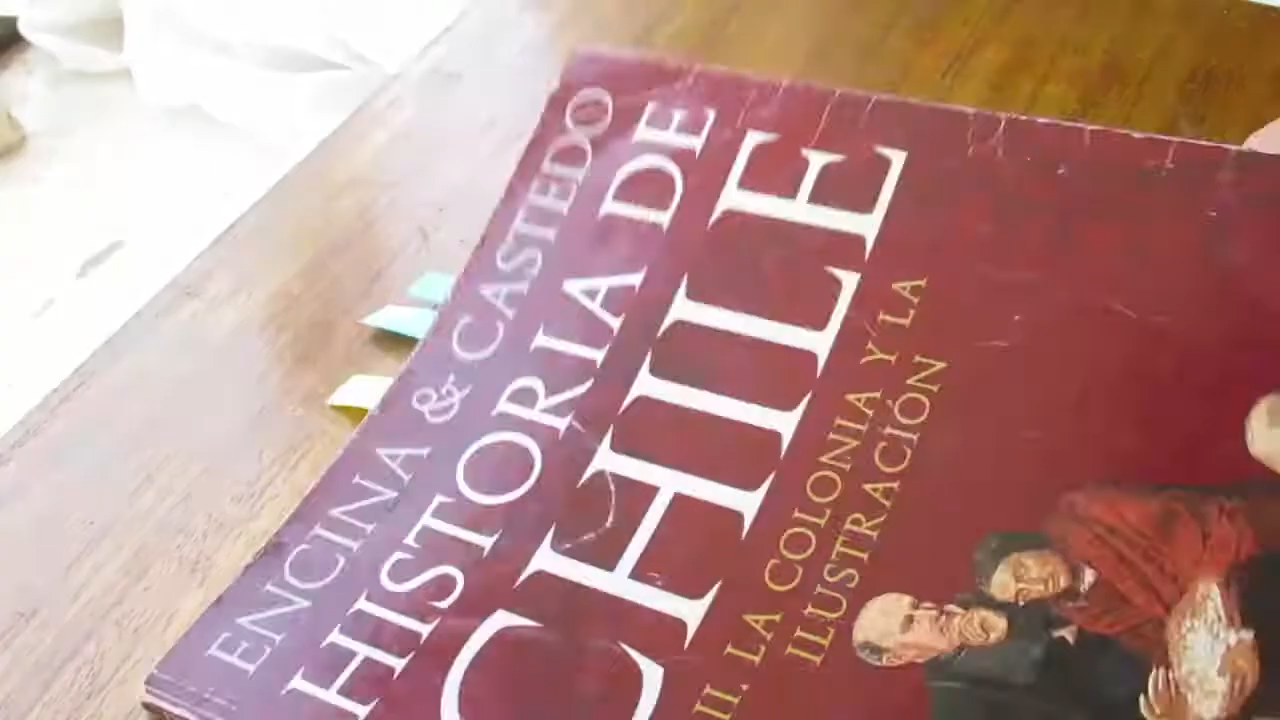 ENCINA & CASTEDO
HISTORIA DE
CHILE
II. LA COLONIA Y LA
ILUSTRACIÓN